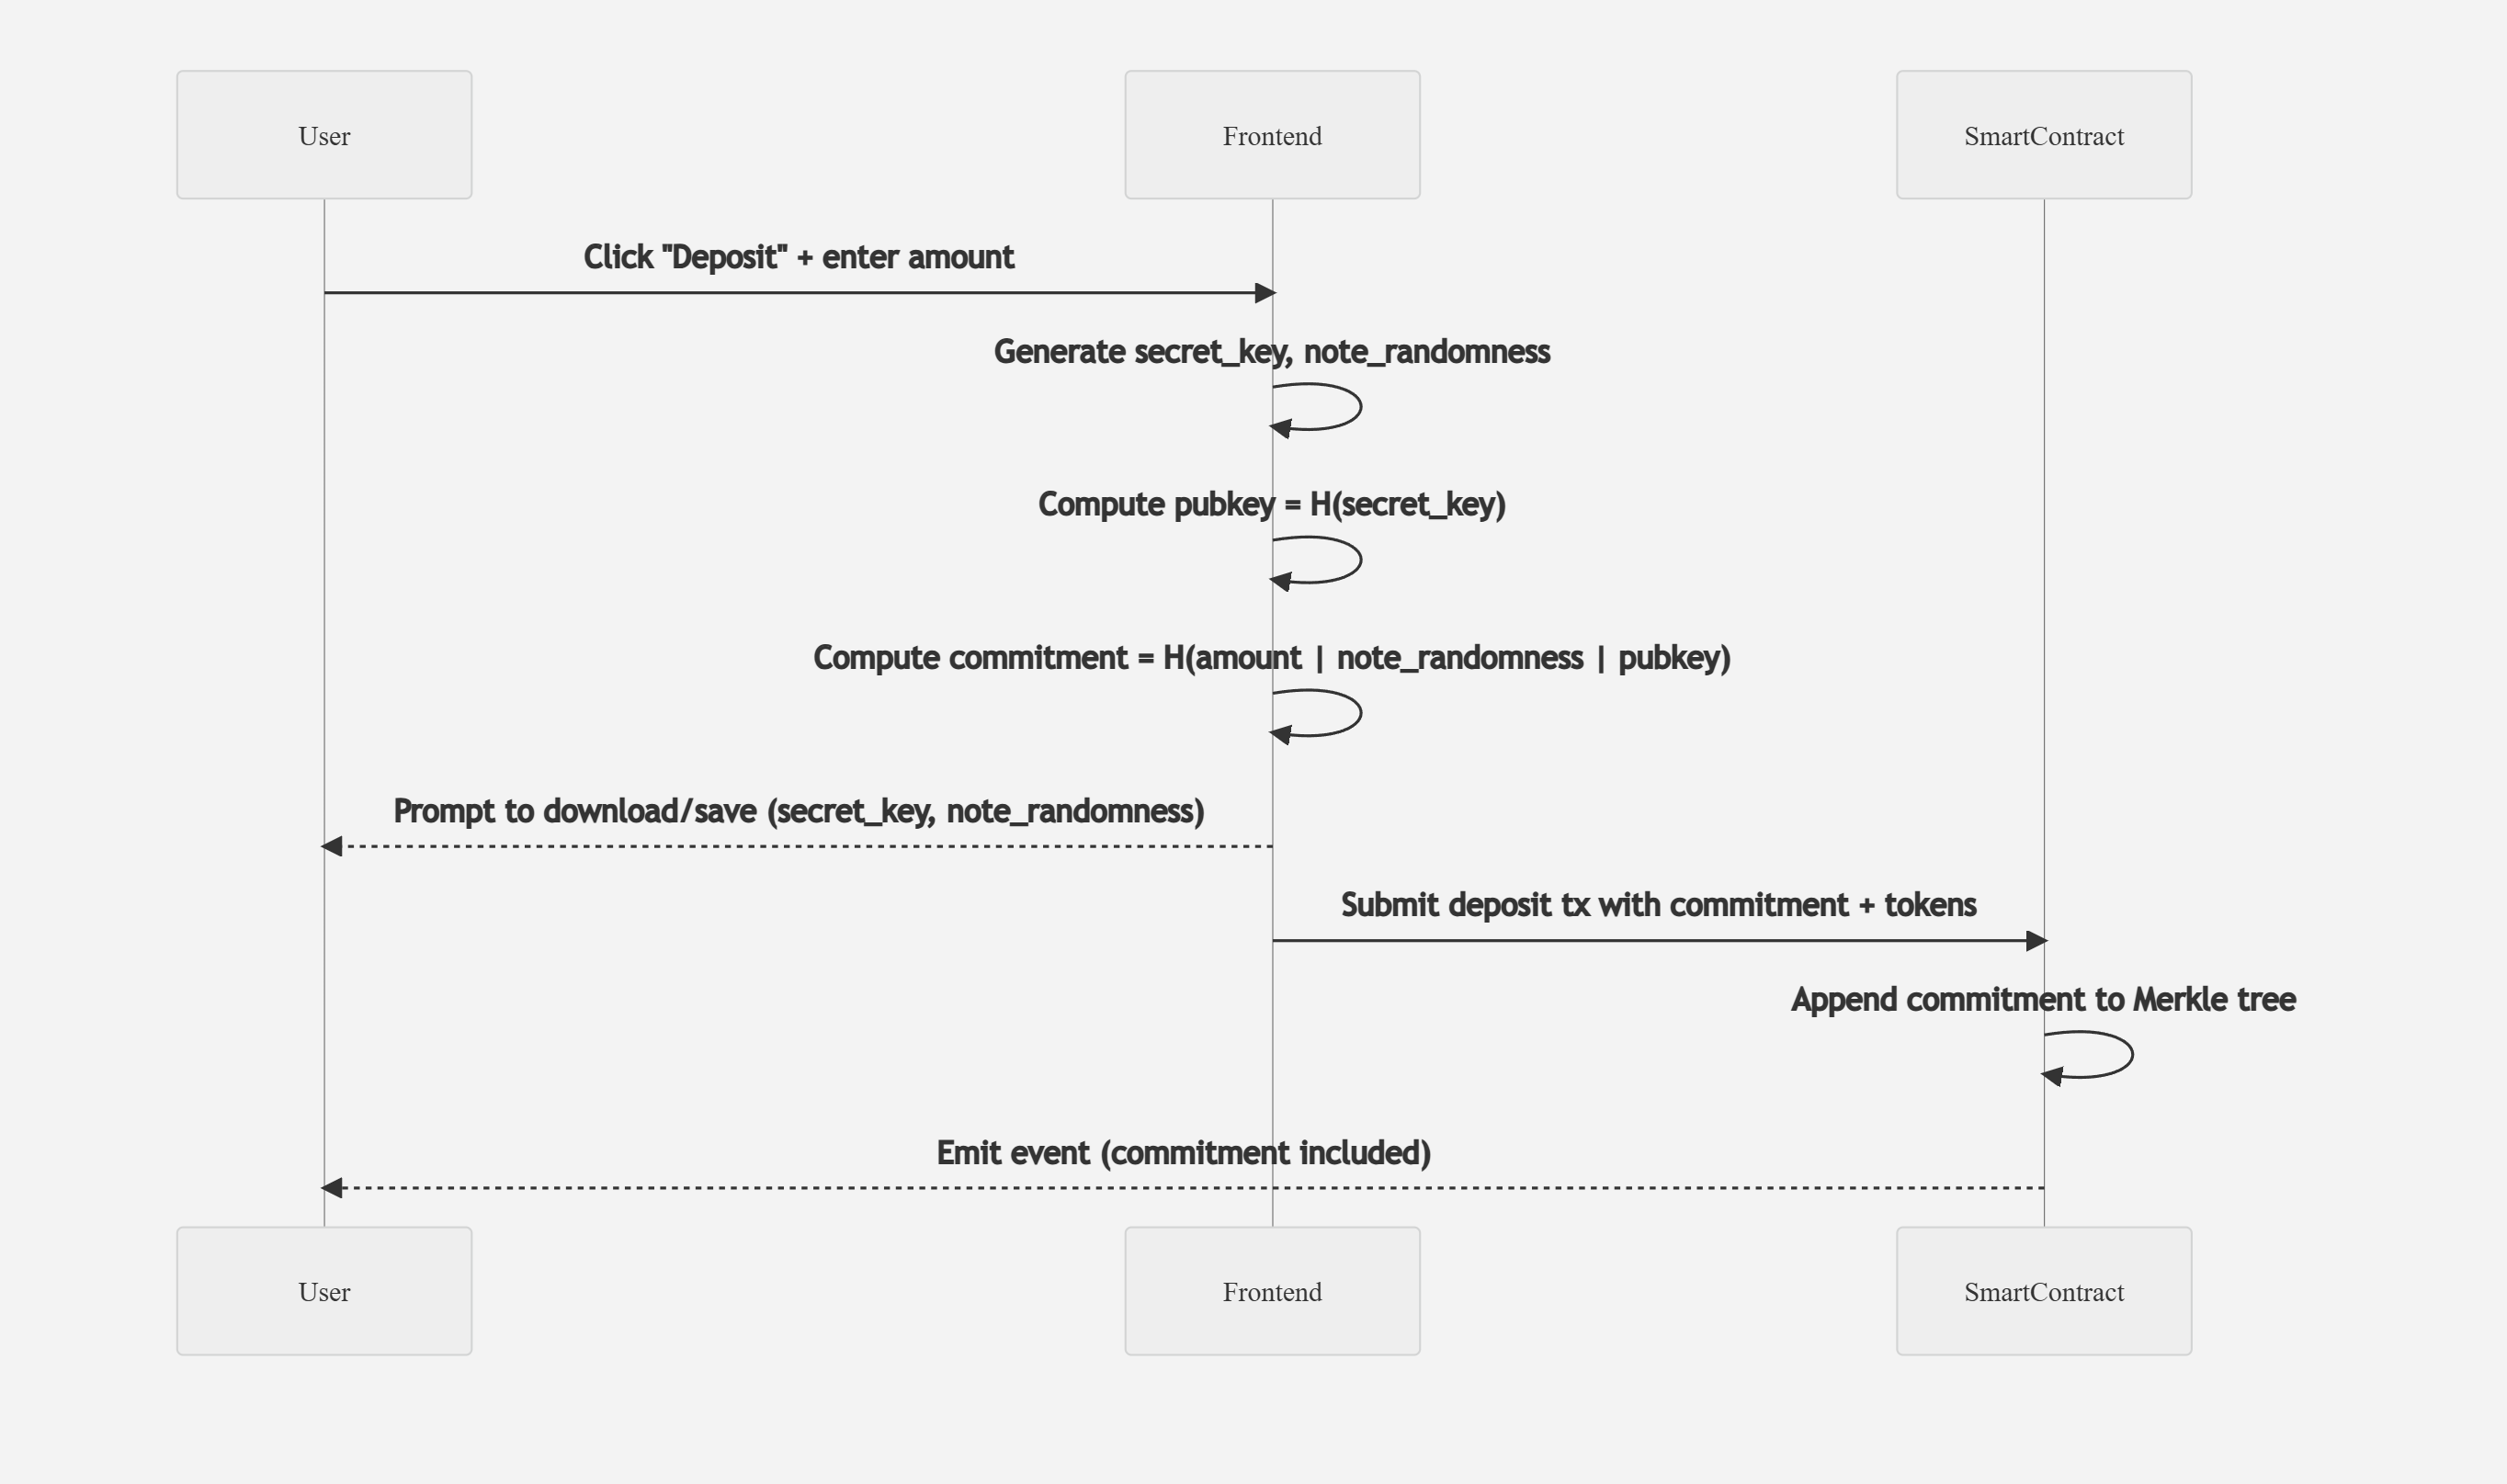 User
Frontend
SmartContract
Click "Deposit" + enter amount
Generate secret_key, note_randomness
Compute pubkey = H(secret_key)
Compute commitment = H(amount | note_randomness | pubkey)
Prompt to download/save (secret_key, note_randomness)
Submit deposit tx with commitment + tokens
Append commitment to Merkle tree
Emit event (commitment included)
User
Frontend
SmartContract